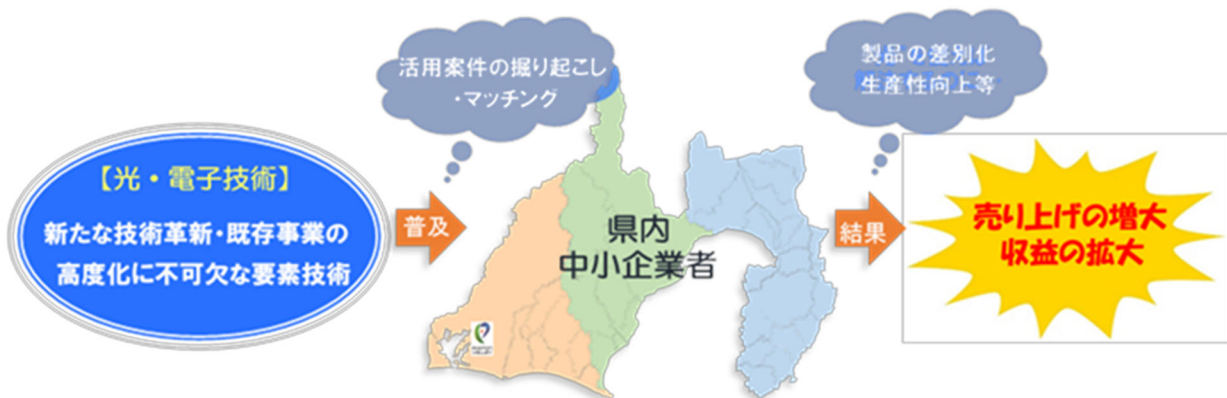 活用案件の掘り起こし
・マッチング
製品の差別化
生産性向上等
【光・電子技術】
新たな技術革新・既存事業の
高度化に不可欠な要素技術
普及
県内
中小企業者
結果
売り上げの増大
収益の拡大